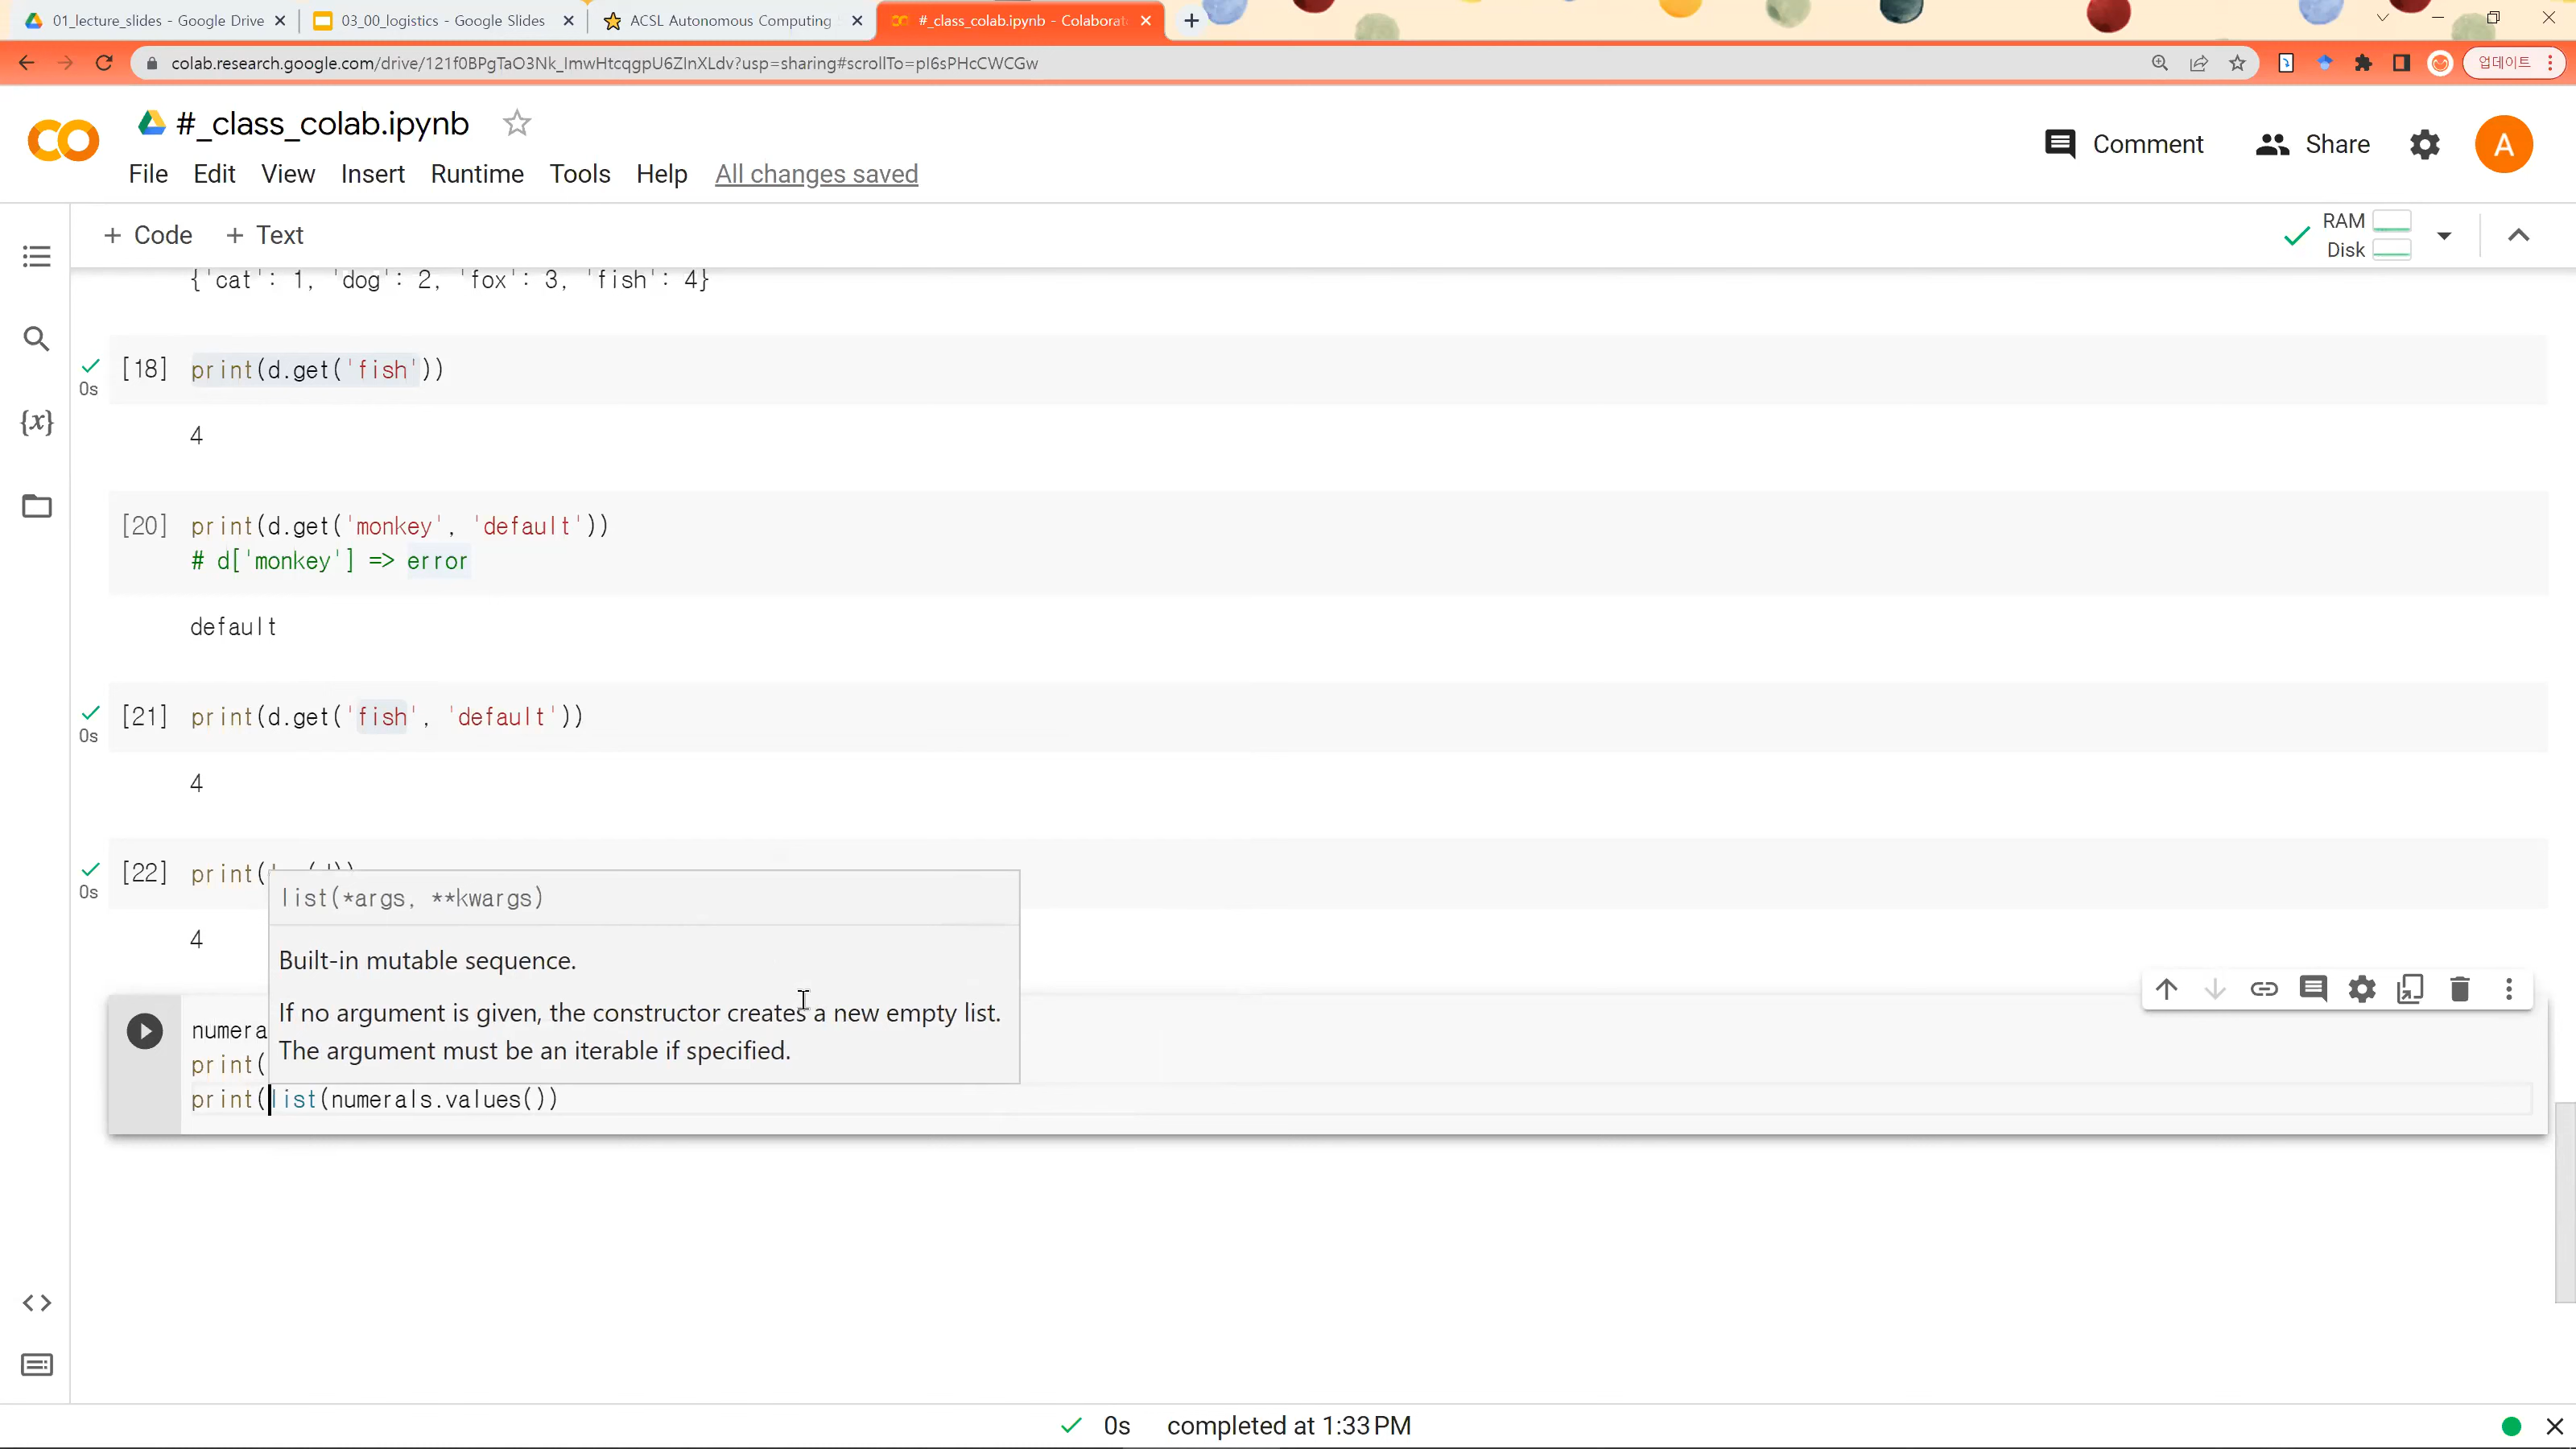 01_lecture_slides - Google Drive
03_00_logistics - Google Slides
ACSL Autonomous Computing
#_class_colab.ipynb - Colaborat
colab.research.google.com/drive/121f0BPgTaO3Nk_ImwHtcqgpU6ZlnXLdv?usp=sharing#scrollTo=pI6sPHcCWCGw
업데이트
CO
#_class_colab.ipynb
Comment
Share
A
File Edit View Insert Runtime Tools Help All changes saved
+ Code + Text
RAM
Disk
{'cat': 1, 'dog': 2, 'fox': 3, 'fish': 4}
{x}
[18] print(d.get('fish'))
0s
4
[20] print(d.get('monkey', 'default'))
# d['monkey'] => error
default
[21] print(d.get('fish', 'default'))
0s
4
[22] print(
0s
4
list(*args, **kwargs)
Built-in mutable sequence.
If no argument is given, the constructor creates a new empty list.
The argument must be an iterable if specified.
numera
print(
print(list(numerals.values())
0s completed at 1:33 PM